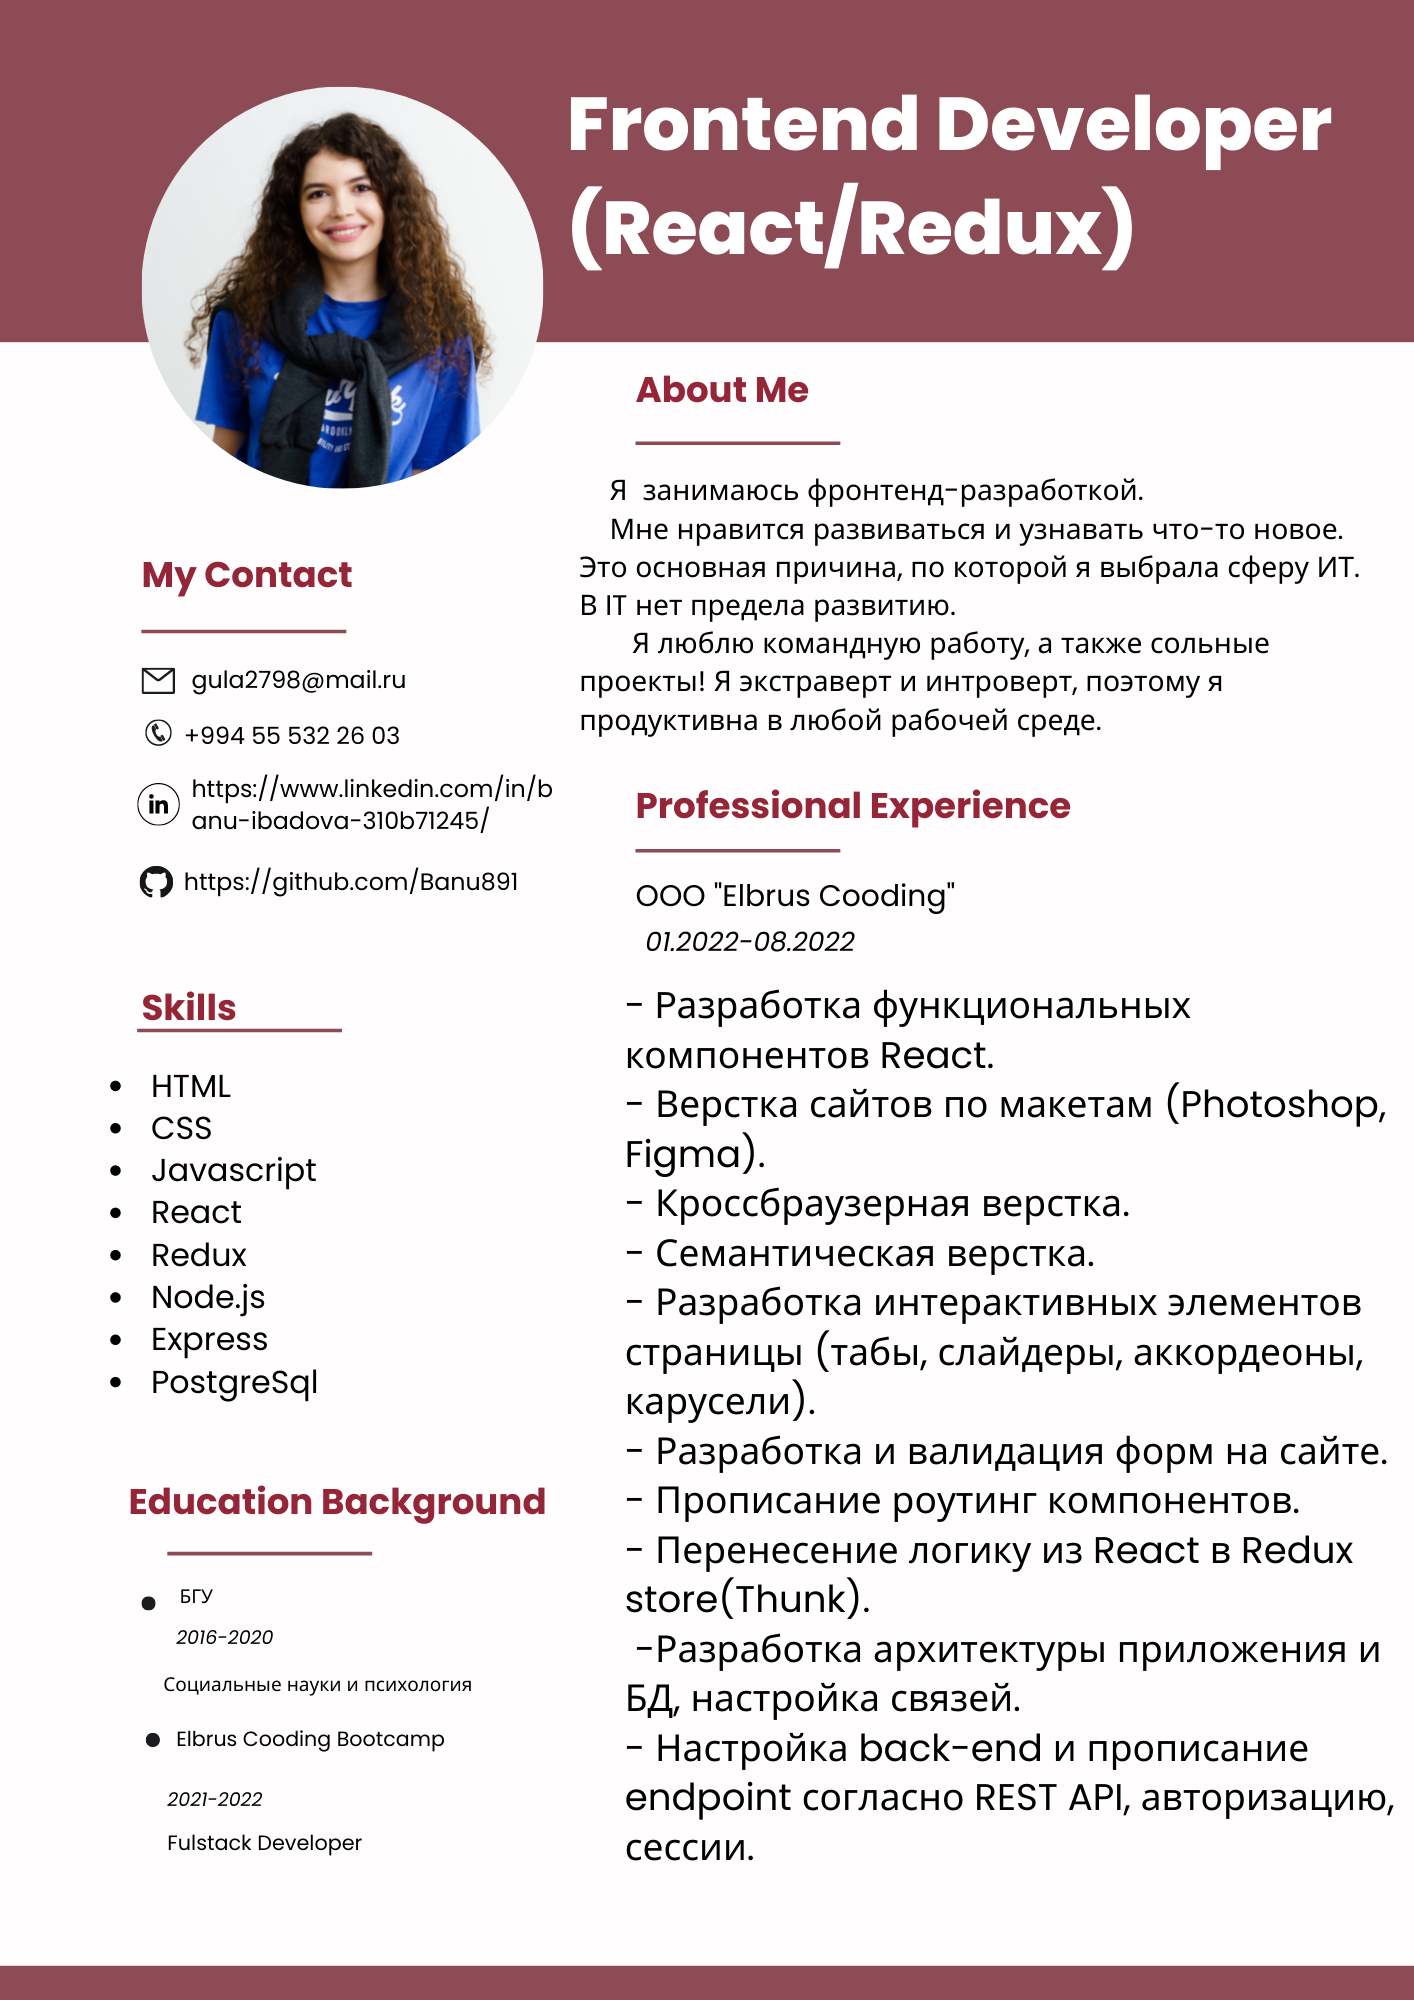 Frontend Developer
(React/Redux)
About Me
Я занимаюсь фронтенд-разработкой.
Мне нравится развиваться и узнавать что-то новое.
Это основная причина, по которой я выбрала сферу ИТ.
В IT нет предела развитию.
Я люблю командную работу, а также сольные
проекты! Я экстраверт и интроверт, поэтому я
продуктивна в любой рабочей среде.
My Contact
gula2798@mail.ru
+994 55 532 26 03
in
https://www.linkedin.com/in/b
anu-ibadova-310b71245/
https://github.com/Banu891
Skills
HTML
CSS
Javascript
React
Redux
Node.js
Express
PostgreSql
Education Background
БГУ
2016-2020
Социальные науки и психология
Elbrus Cooding Bootcamp
2021-2022
Fulstack Developer
Professional Experience
ООО "Elbrus Cooding"
01.2022-08.2022
- Разработка функциональных
компонентов React.
- Верстка сайтов по макетам (Photoshop,
Figma).
- Кроссбраузерная верстка.
- Семантическая верстка.
- Разработка интерактивных элементов
страницы (табы, слайдеры, аккордеоны,
карусели).
- Разработка и валидация форм на сайте.
- Прописание роутинг компонентов.
- Перенесение логику из React в Redux
store(Thunk).
-Разработка архитектуры приложения и
БД, настройка связей.
- Настройка back-end и прописание
endpoint согласно REST API, авторизацию,
сессии.